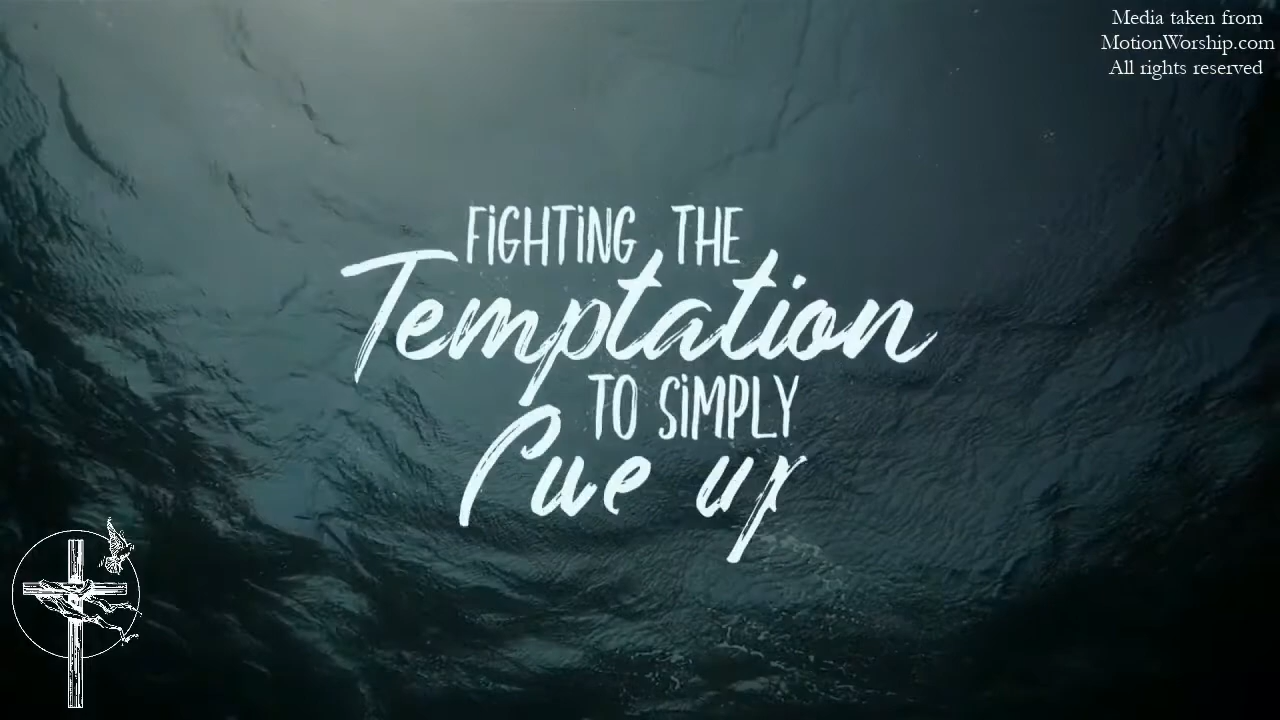 Media taken from
MotionWorship.com
All rights reserved
FiGHTiNG THE
Temptation
TO SiMPLY